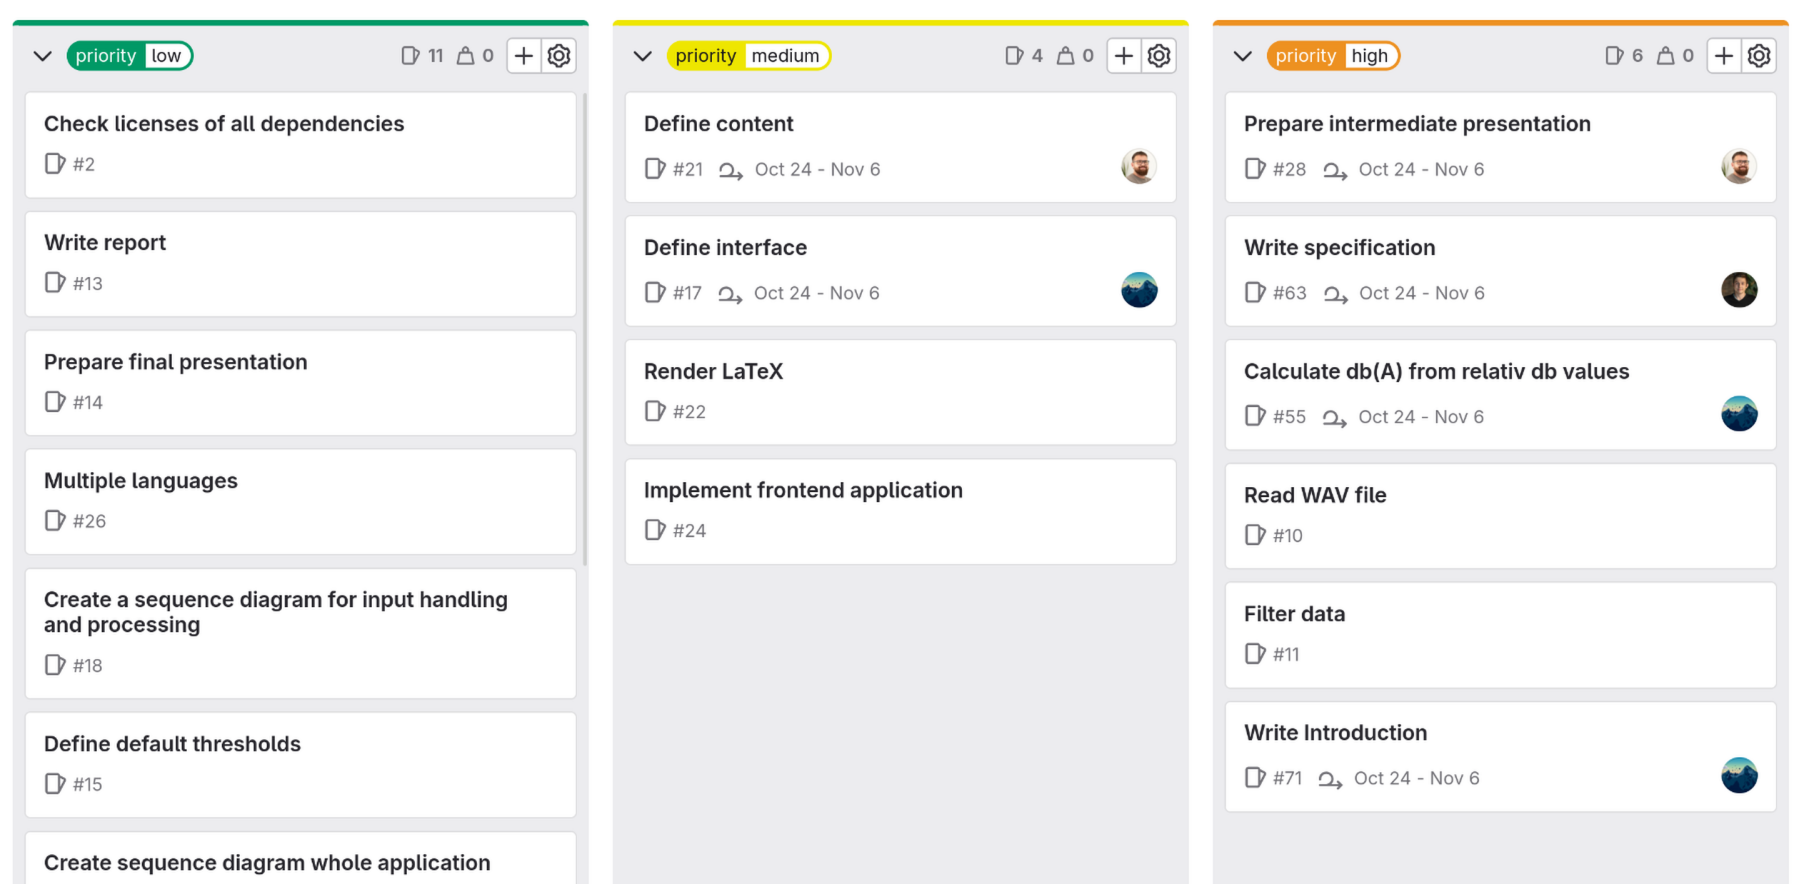 priority low 11 0
Check licenses of all dependencies
#2
Write report
#13
Prepare final presentation
#14
Multiple languages
#26
Create a sequence diagram for input handling
and processing
#18
Define default thresholds
#15
Create sequence diagram whole application
priority medium 4 0
Define content
#21 Oct 24 - Nov 6
Define interface
#17 Oct 24 - Nov 6
Render LaTeX
#22
Implement frontend application
#24
priority high 6 0
Prepare intermediate presentation
#28 Oct 24 - Nov 6
Write specification
#63 Oct 24 - Nov 6
Calculate db(A) from relativ db values
#55 Oct 24 - Nov 6
Read WAV file
#10
Filter data
#11
Write Introduction
#71 Oct 24 - Nov 6